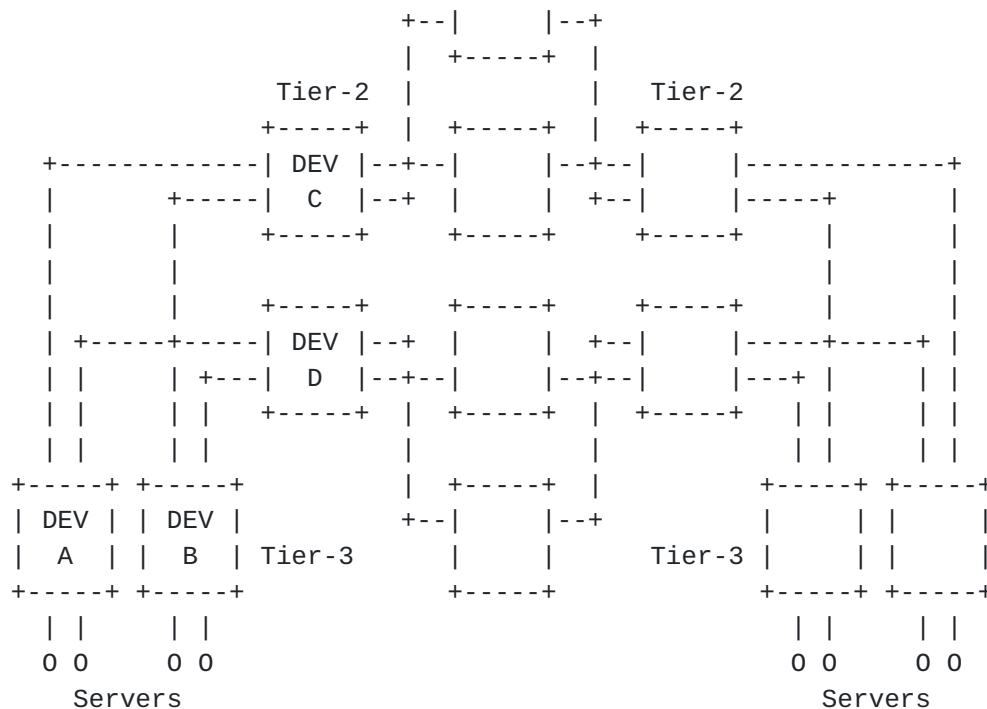 +--|     |--+
                         |  +-----+  |
                 Tier-2  |           |   Tier-2
                +-----+  |  +-----+  |  +-----+
  +-------------| DEV |--+--|     |--+--|     |-------------+
  |       +-----|  C  |--+  |     |  +--|     |-----+       |
  |       |     +-----+     +-----+     +-----+     |       |
  |       |                                         |       |
  |       |     +-----+     +-----+     +-----+     |       |
  | +-----+-----| DEV |--+  |     |  +--|     |-----+-----+ |
  | |     | +---|  D  |--+--|     |--+--|     |---+ |     | |
  | |     | |   +-----+  |  +-----+  |  +-----+   | |     | |
  | |     | |            |           |            | |     | |
+-----+ +-----+          |  +-----+  |          +-----+ +-----+
| DEV | | DEV |          +--|     |--+          |     | |     |
|  A  | |  B  | Tier-3      |     |      Tier-3 |     | |     |
+-----+ +-----+             +-----+             +-----+ +-----+
  | |     | |                                     | |     | |
  O O     O O                                     O O     O O
    Servers                                         Servers